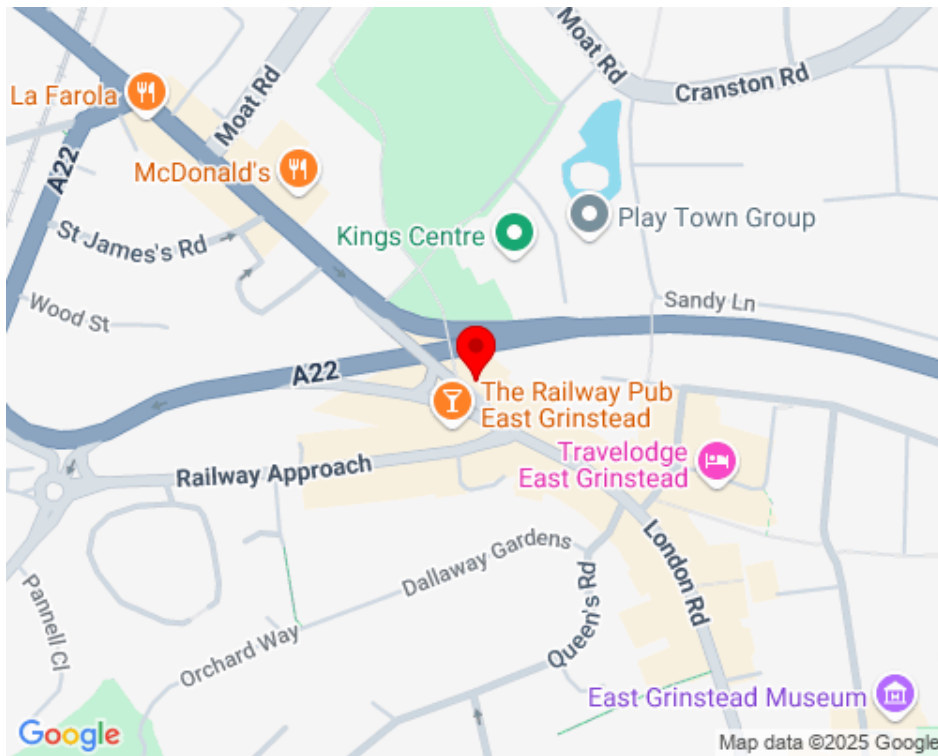 Moat Rd
Cranston Rd
La Farola
Moat Rd
A22
McDonald's
Play Town Group
Kings Centre
St James's Rd
Sandy Ln
Wood St
A22
The Railway Pub
East Grinstead
Travelodge
East Grinstead
Railway Approach
London Rd
Dallaway Gardens
Queen's Rd
Pannell Cl
Orchard Way
East Grinstead Museum
Google
Map data ©2025 Google